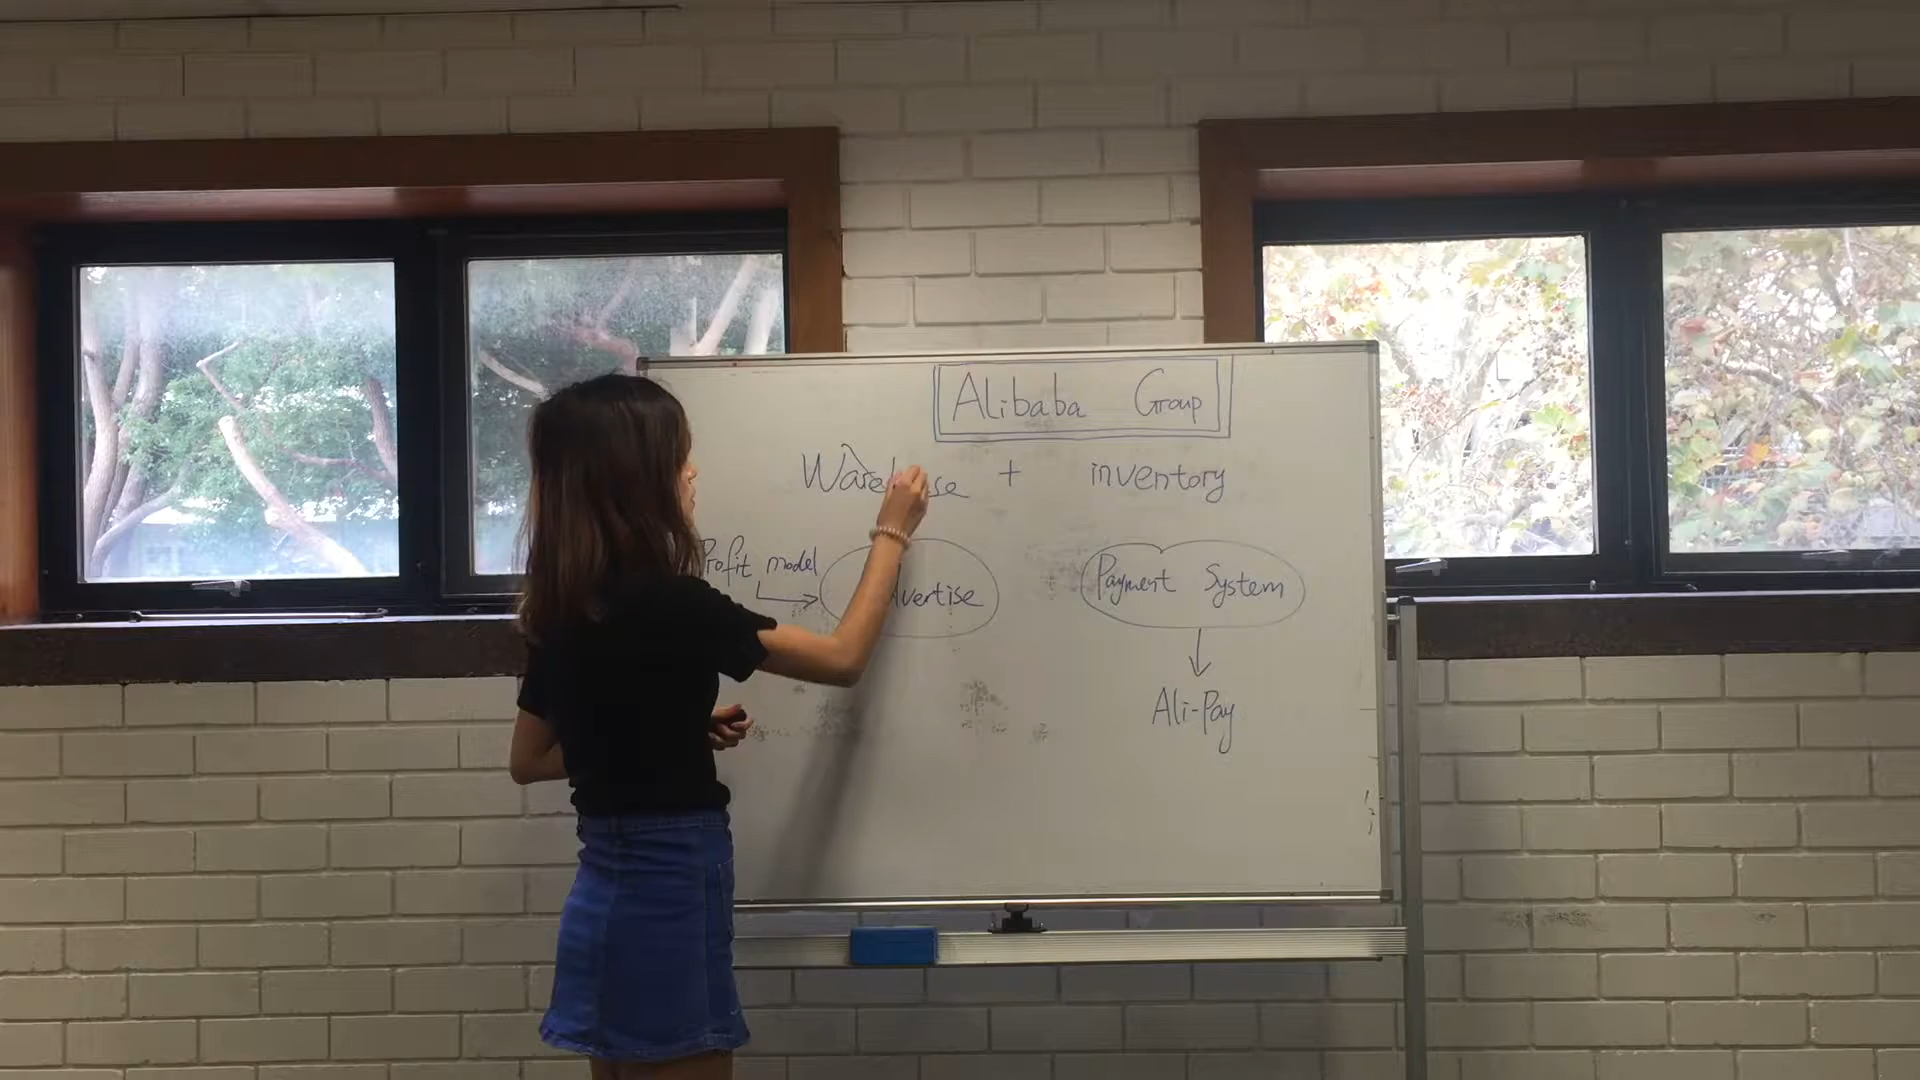 Alibaba Group
+ inventory
Profit model
Payment System
Ali-Pay